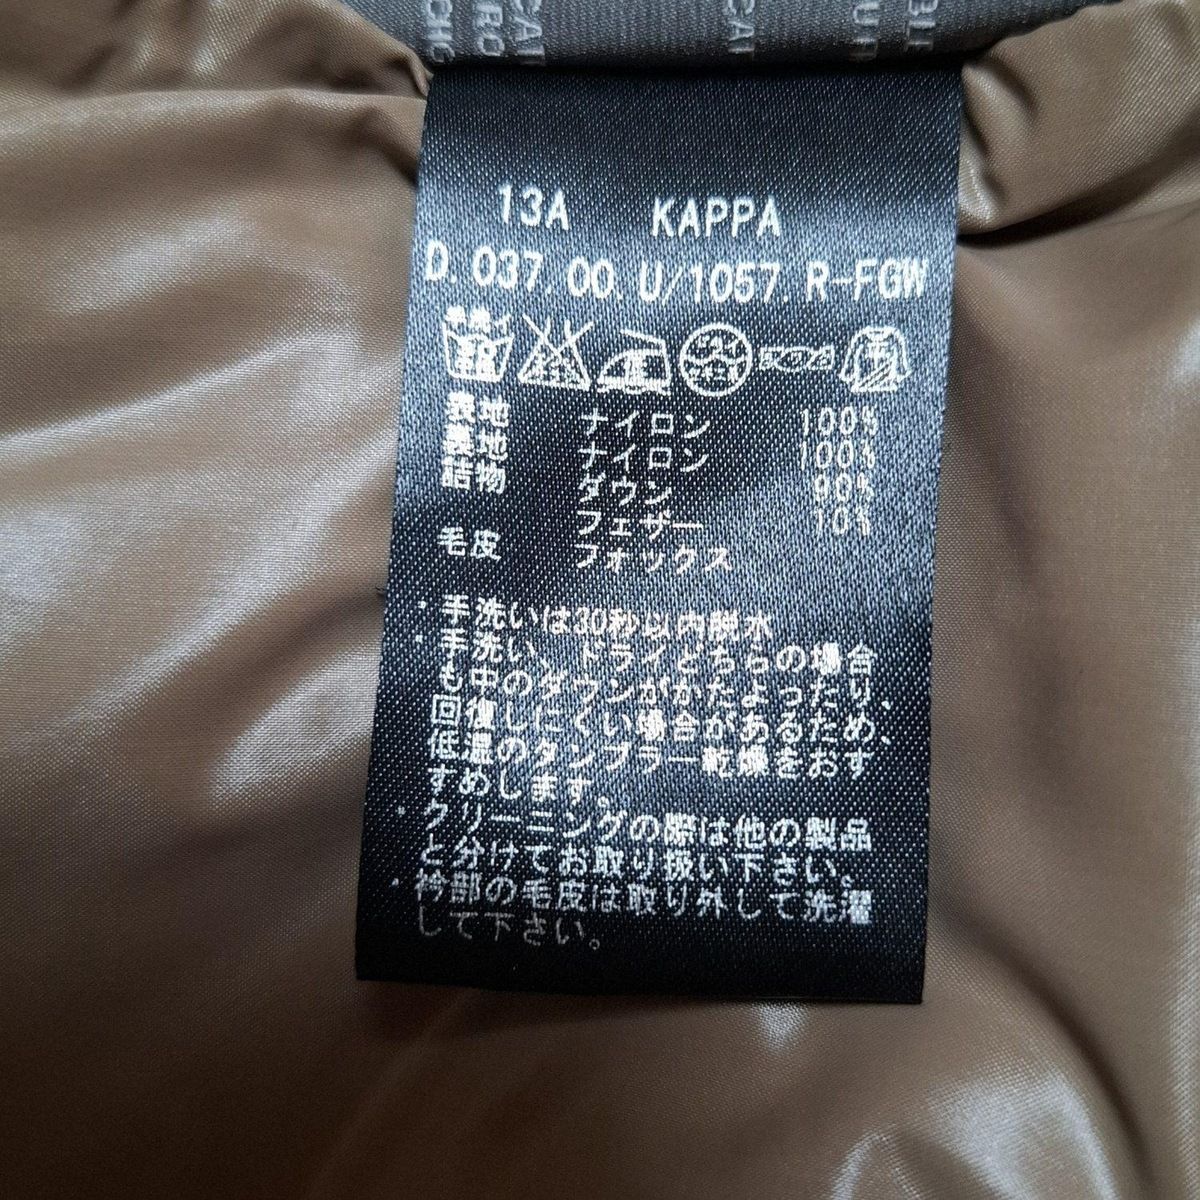 13A KAPPA
D. 037. 00. U/1057. R-FGW
表地 ナイロン 100%
裏地 ナイロン 100%
詰物 ダウン 90%
フェザー 10%
毛皮 フォックス
・手洗いは30秒以内脱水
・手洗い、ドライどちらの場合
も中のダウンがかたよったり、
回復しにくい場合があるため、
低温のタンブラー乾燥をおす
すめします。
・クリーニングの際は他の製品
と分けてお取り扱い下さい。
・衿部の毛皮は取り外して洗濯
して下さい。